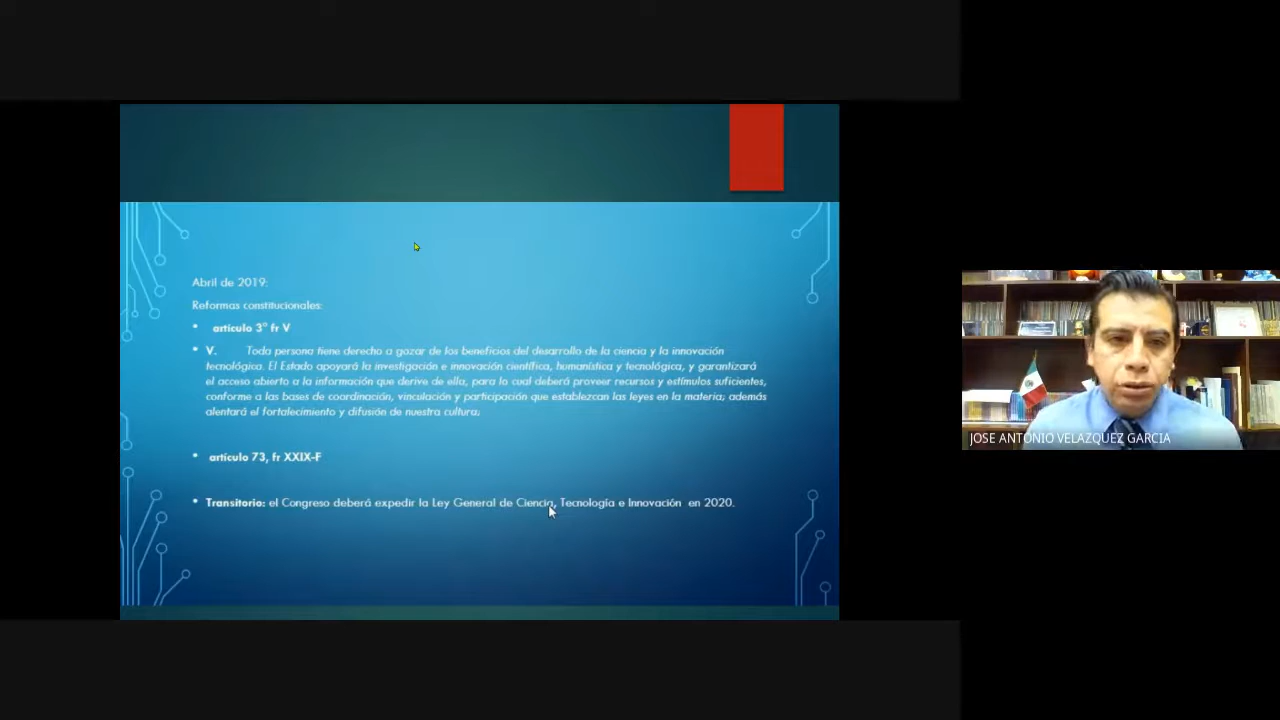 Abril de 2019:
Reformas constitucionales:
• artículo 3° fr V
• V. Toda persona tiene derecho a gozar de los beneficios del desarrollo de la ciencia y la innovación
tecnológica. El Estado apoyará la investigación e innovación científica, humanística y tecnológica, y garantizará
el acceso abierto a la información que derive de ella, para lo cual deberá proveer recursos y estímulos suficientes,
conforme a las bases de coordinación, vinculación y participación que establezcan las leyes en la materia; además
alentará el fortalecimiento y difusión de nuestra cultura;
• artículo 73, fr XXIX-F
• Transitorio: el Congreso deberá expedir la Ley General de Ciencia, Tecnología e Innovación en 2020.
JOSE ANTONIO VELAZQUEZ GARCIA